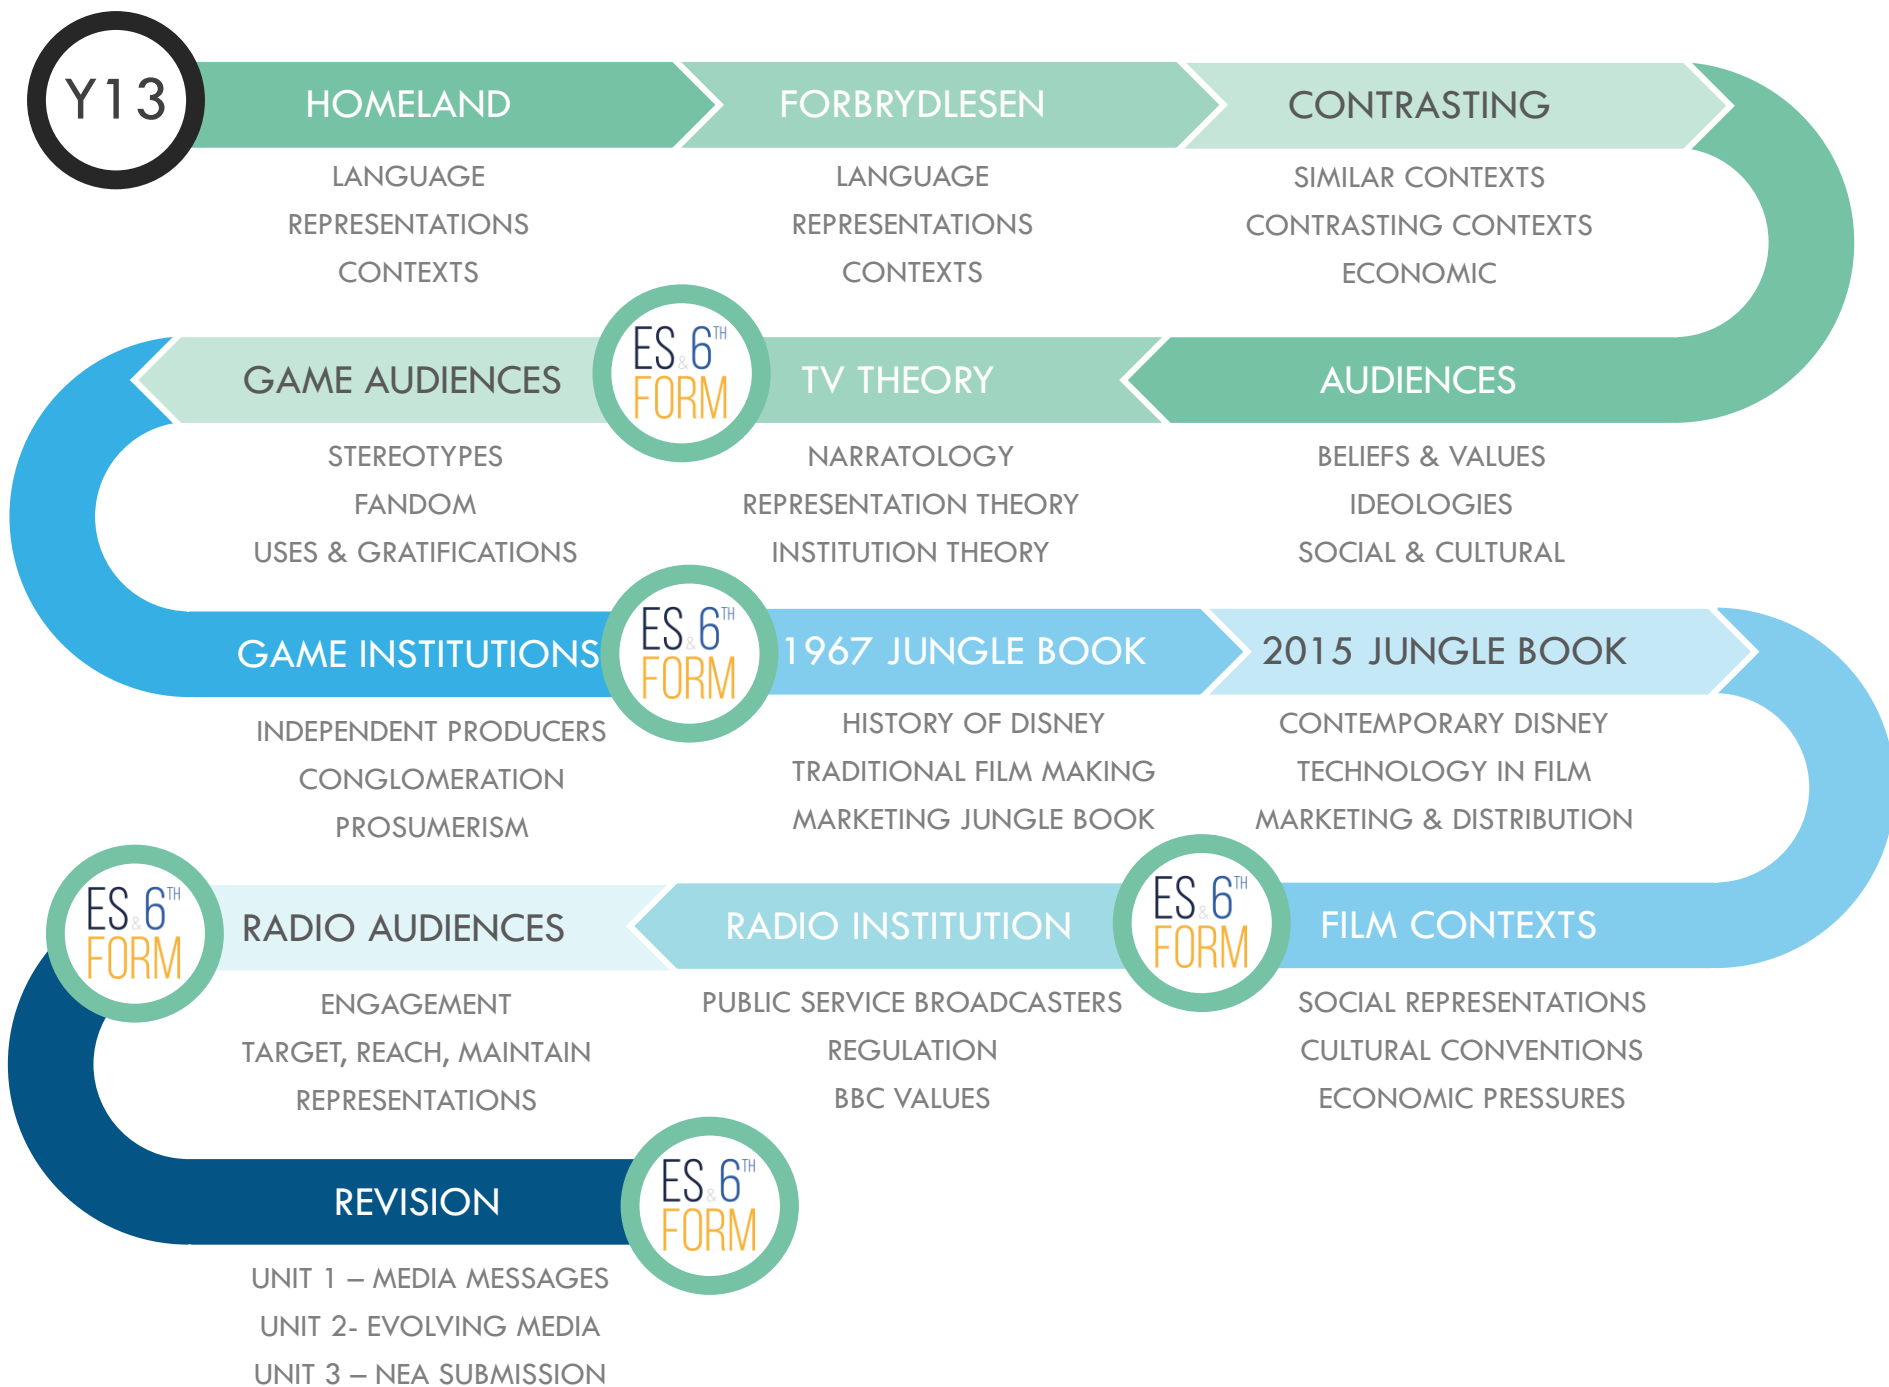 Y13
HOMELAND
LANGUAGE
REPRESENTATIONS
CONTEXTS
FORBRYDLESEN
LANGUAGE
REPRESENTATIONS
CONTEXTS
CONTRASTING
SIMILAR CONTEXTS
CONTRASTING CONTEXTS
ECONOMIC
AUDIENCES
BELIEFS & VALUES
IDEOLOGIES
SOCIAL & CULTURAL
TV THEORY
NARRATOLOGY
REPRESENTATION THEORY
INSTITUTION THEORY
ES & 6TH
FORM
GAME AUDIENCES
STEREOTYPES
FANDOM
USES & GRATIFICATIONS
GAME INSTITUTIONS
INDEPENDENT PRODUCERS
CONGLOMERATION
PROSUMERISM
ES & 6TH
FORM
1967 JUNGLE BOOK
HISTORY OF DISNEY
TRADITIONAL FILM MAKING
MARKETING JUNGLE BOOK
2015 JUNGLE BOOK
CONTEMPORARY DISNEY
TECHNOLOGY IN FILM
MARKETING & DISTRIBUTION
FILM CONTEXTS
SOCIAL REPRESENTATIONS
CULTURAL CONVENTIONS
ECONOMIC PRESSURES
ES & 6TH
FORM
RADIO INSTITUTION
PUBLIC SERVICE BROADCASTERS
REGULATION
BBC VALUES
RADIO AUDIENCES
ENGAGEMENT
TARGET, REACH, MAINTAIN
REPRESENTATIONS
ES & 6TH
FORM
REVISION
UNIT 1 – MEDIA MESSAGES
UNIT 2- EVOLVING MEDIA
UNIT 3 – NEA SUBMISSION
ES & 6TH
FORM